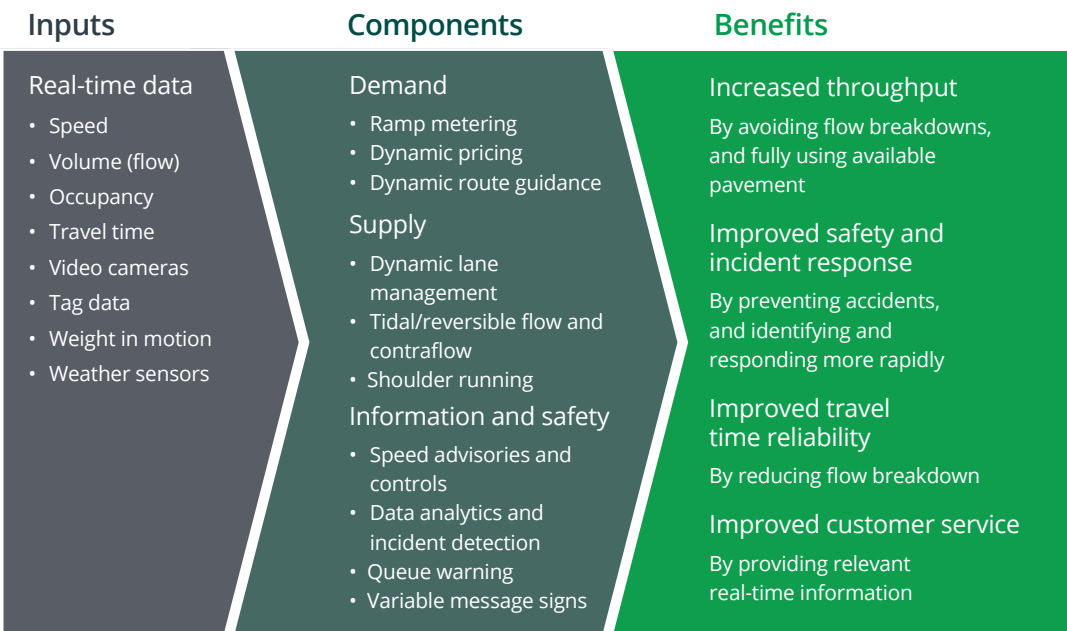 Inputs
Real-time data
• Speed
• Volume (flow)
• Occupancy
• Travel time
• Video cameras
• Tag data
• Weight in motion
• Weather sensors
Components
Demand
• Ramp metering
• Dynamic pricing
• Dynamic route guidance
Supply
• Dynamic lane
management
• Tidal/reversible flow and
contraflow
• Shoulder running
Information and safety
• Speed advisories and
controls
• Data analytics and
incident detection
• Queue warning
• Variable message signs
Benefits
Increased throughput
By avoiding flow breakdowns,
and fully using available
pavement
Improved safety and
incident response
By preventing accidents,
and identifying and
responding more rapidly
Improved travel
time reliability
By reducing flow breakdown
Improved customer service
By providing relevant
real-time information